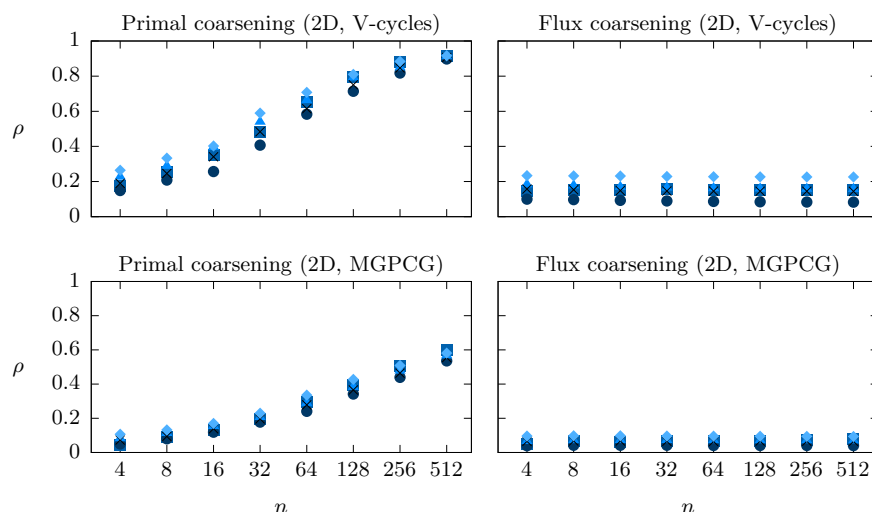 Primal coarsening (2D, V-cycles)
Flux coarsening (2D, V-cycles)
1
0.8
0.6
ρ
0.4
0.2
0
Primal coarsening (2D, MGPCG)
Flux coarsening (2D, MGPCG)
1
0.8
0.6
ρ
0.4
0.2
0
4 8 16 32 64 128 256 512
4 8 16 32 64 128 256 512
n
n